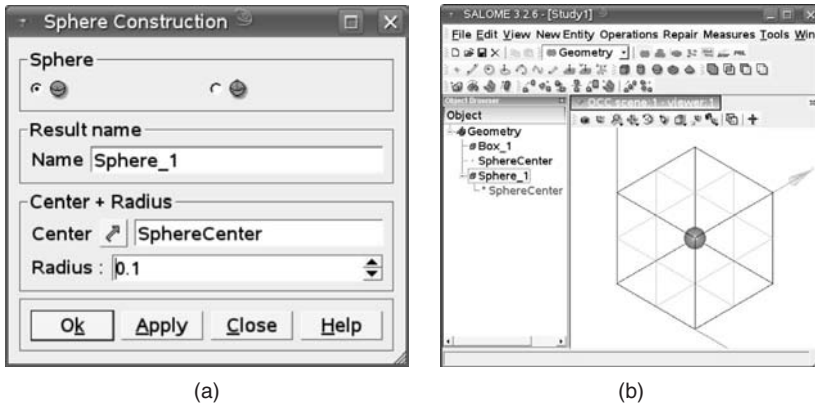 Sphere Construction
Sphere
Result name
Name Sphere_1
Center + Radius
Center SphereCenter
Radius : 0.1
Ok Apply Close Help
(a)
SALOME 3.2.6 - [Study1]
File Edit View New Entity Operations Repair Measures Tools Win
Geometry
Object Browser
OCC scene:1 - viewer:1
Object
Geometry
Box_1
SphereCenter
Sphere_1
* SphereCenter
(b)